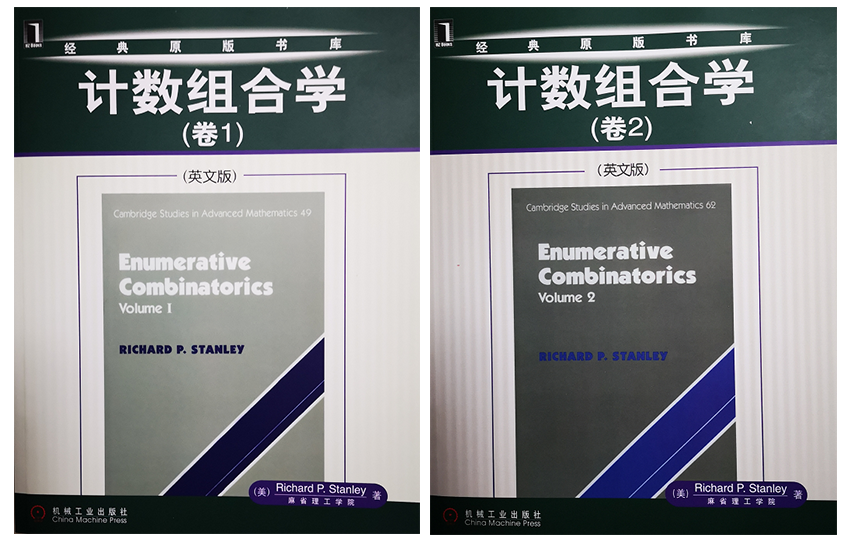 HZ Books
经典原版书库
计数组合学
(卷1)
(英文版)
Cambridge Studies in Advanced Mathematics 49
Enumerative
Combinatorics
Volume 1
RICHARD P. STANLEY
(美) Richard P. Stanley 著
麻省理工学院
机械工业出版社
China Machine Press
HZ Books
经典原版书库
计数组合学
(卷2)
(英文版)
Cambridge Studies in Advanced Mathematics 62
Enumerative
Combinatorics
Volume 2
RICHARD P. STANLEY
(美) Richard P. Stanley 著
麻省理工学院
机械工业出版社
China Machine Press